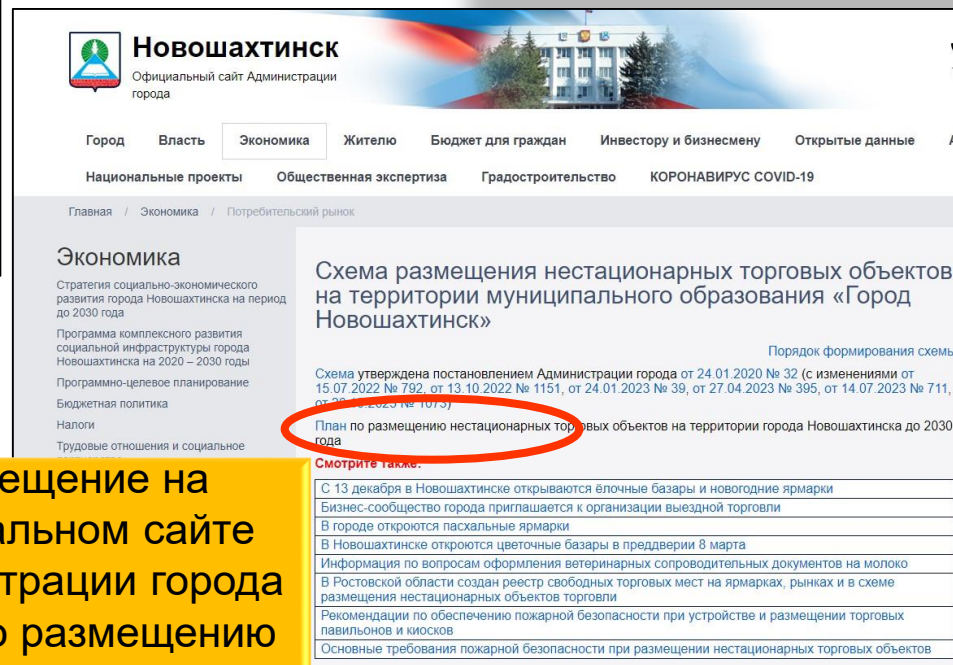 Новошахтинск
Официальный сайт Администрации
города
Город Власть Экономика Жителю Бюджет для граждан Инвестору и бизнесмену Открытые данные
Национальные проекты Общественная экспертиза Градостроительство КОРОНАВИРУС COVID-19
Главная / Экономика / Потребительский рынок
Экономика
Стратегия социально-экономического
развития города Новошахтинска на период
до 2030 года
Программа комплексного развития
социальной инфраструктуры города
Новошахтинска на 2020 – 2030 годы
Программно-целевое планирование
Бюджетная политика
Налоги
Трудовые отношения и социальное
Схема размещения нестационарных торговых объектов
на территории муниципального образования «Город
Новошахтинск»
Порядок формирования схемы
Схема утверждена постановлением Администрации города от 24.01.2020 № 32 (с изменениями от
15.07.2022 № 792, от 13.10.2022 № 1151, от 24.01.2023 № 39, от 27.04.2023 № 395, от 14.07.2023 № 711,
№ 1073)
План по размещению нестационарных торговых объектов на территории города Новошахтинска до 2030
года
Смотрите также:
С 13 декабря в Новошахтинске открываются ёлочные базары и новогодние ярмарки
Бизнес-сообщество города приглашается к организации выездной торговли
В городе откроются пасхальные ярмарки
В Новошахтинске откроются цветочные базары в преддверии 8 марта
Информация по вопросам оформления ветеринарных сопроводительных документов на молоко
В Ростовской области создан реестр свободных торговых мест на ярмарках, рынках и в схеме
размещения нестационарных объектов торговли
Рекомендации по обеспечению пожарной безопасности при устройстве и размещении торговых
павильонов и киосков
Основные требования пожарной безопасности при размещении нестационарных торговых объектов
ещение на
альном сайте
трации города
о размещению